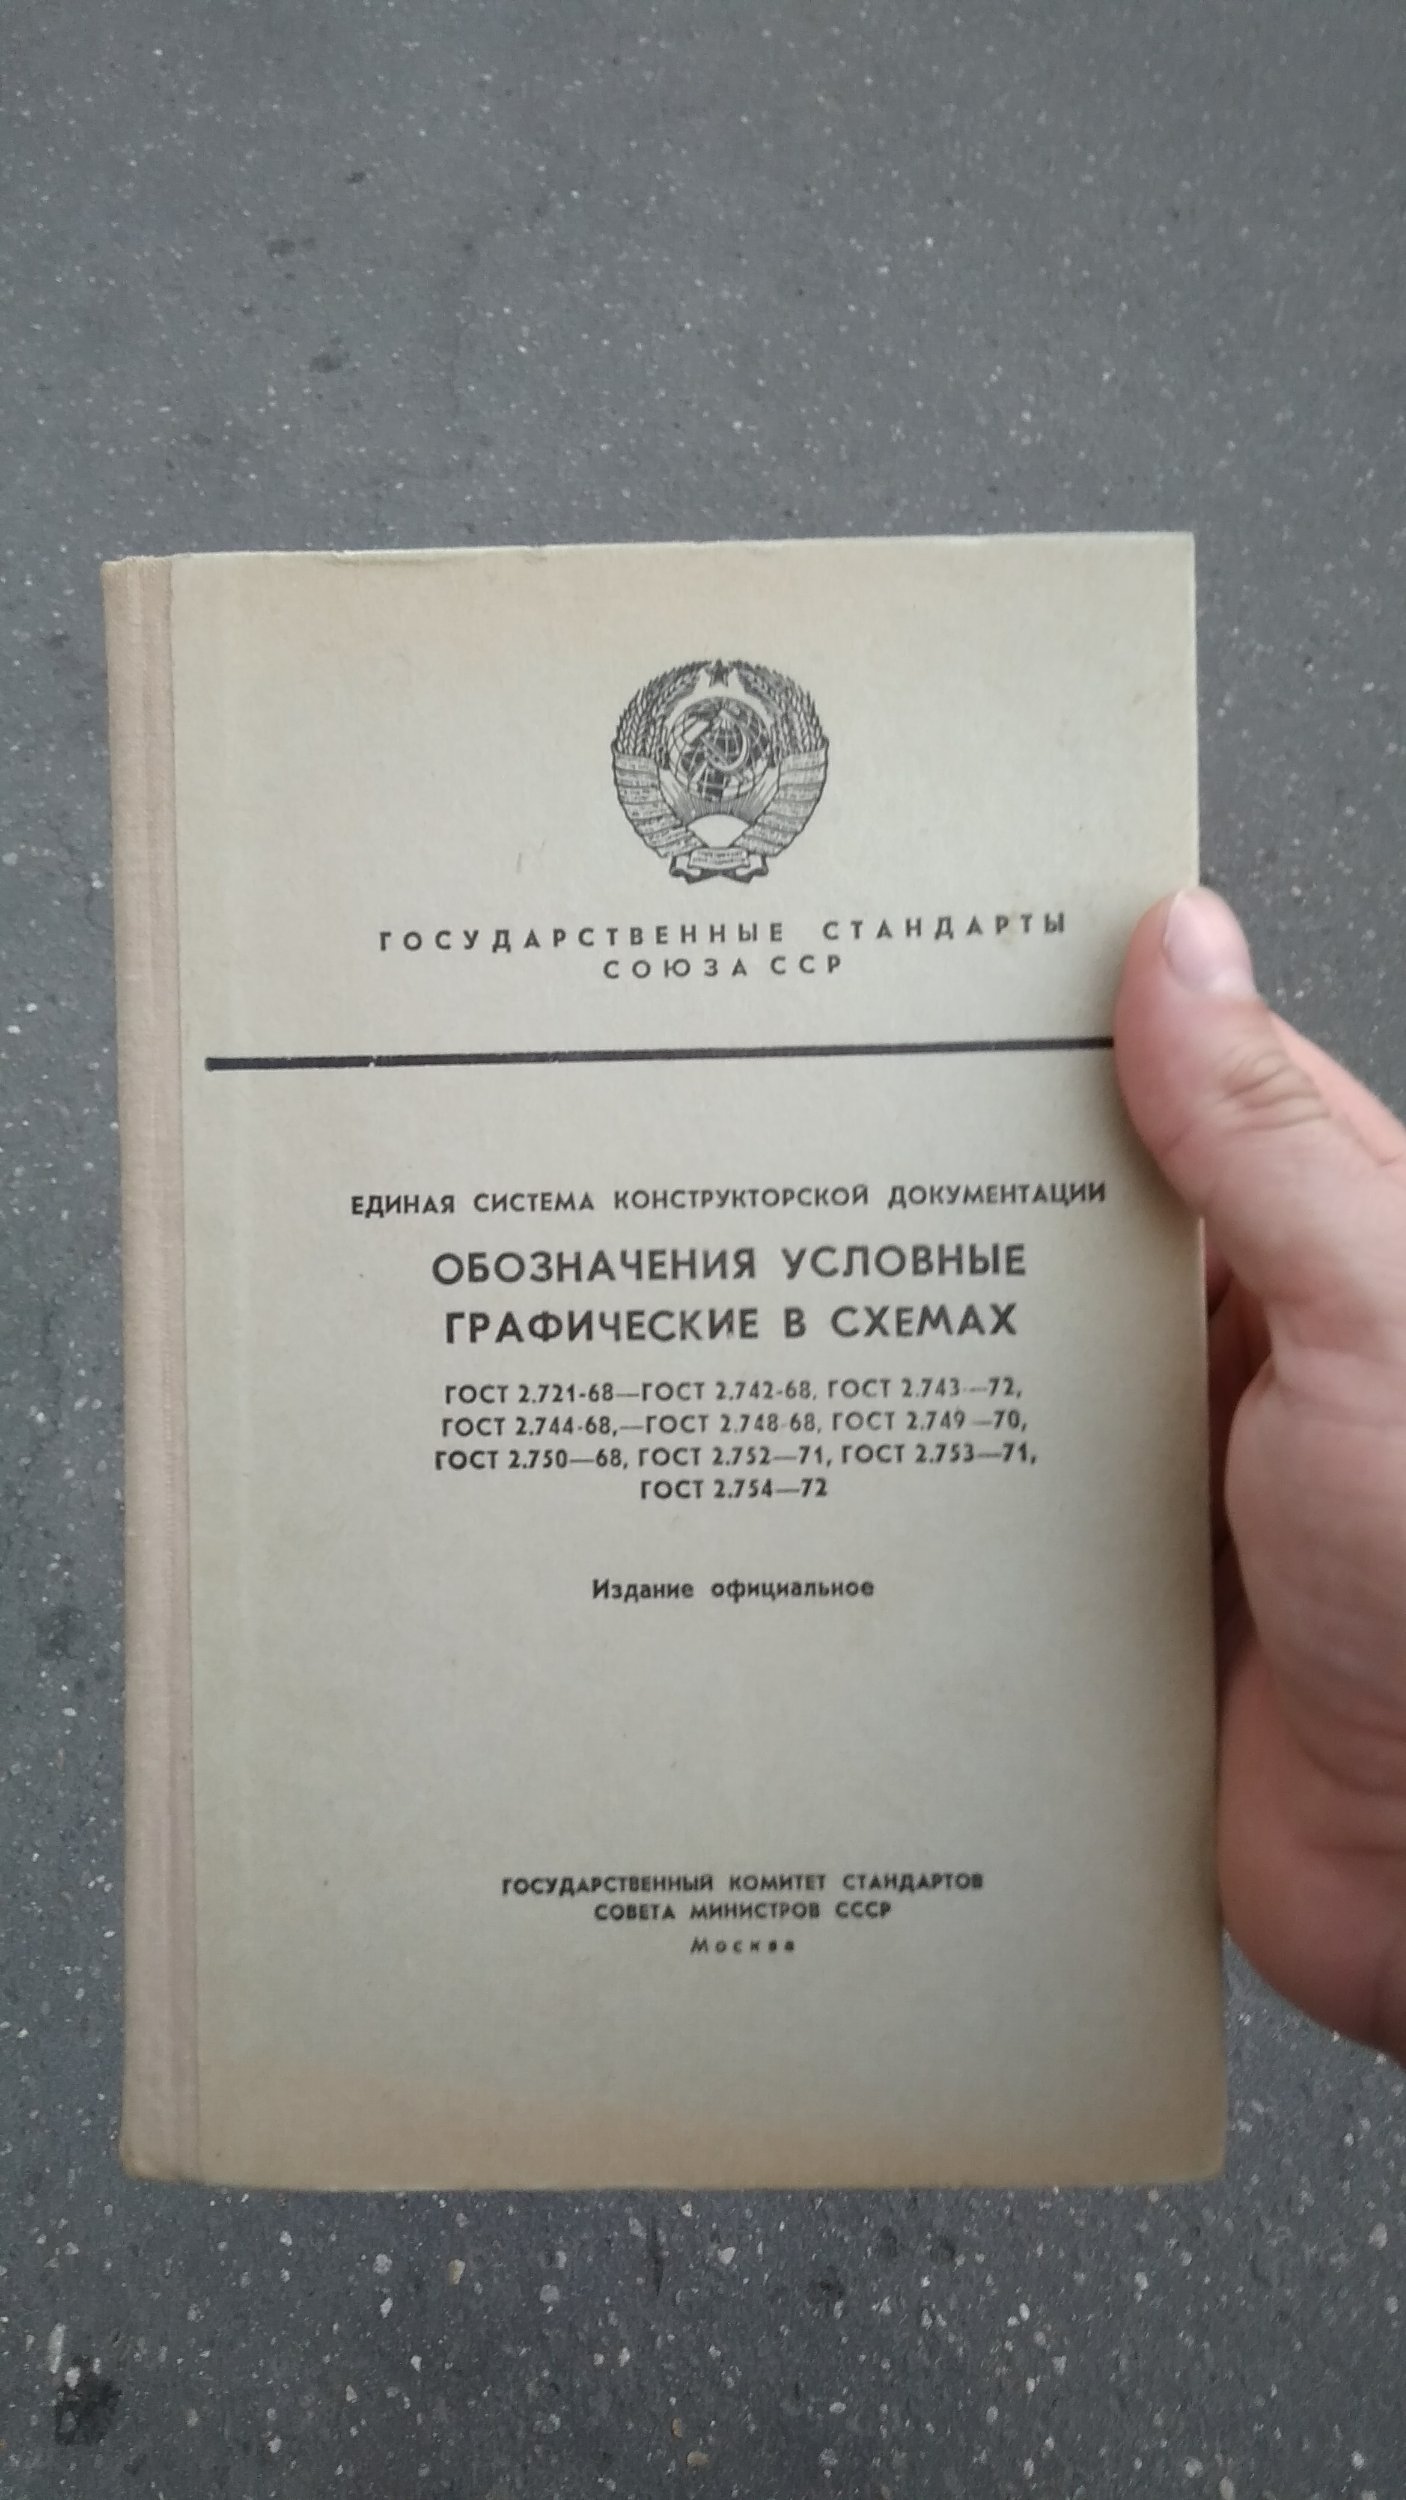 ГОСУДАРСТВЕННЫЕ СТАНДАРТЫ
СОЮЗА ССР
ЕДИНАЯ СИСТЕМА КОНСТРУКТОРСКОЙ ДОКУМЕНТАЦИИ
ОБОЗНАЧЕНИЯ УСЛОВНЫЕ
ГРАФИЧЕСКИЕ В СХЕМАХ
ГОСТ 2.721-68—ГОСТ 2.742-68, ГОСТ 2.743—72,
ГОСТ 2.744-68,—ГОСТ 2.748-68, ГОСТ 2.749—70,
ГОСТ 2.750—68, ГОСТ 2.752—71, ГОСТ 2.753—71,
ГОСТ 2.754—72
Издание официальное
ГОСУДАРСТВЕННЫЙ КОМИТЕТ СТАНДАРТОВ
СОВЕТА МИНИСТРОВ СССР
Москва